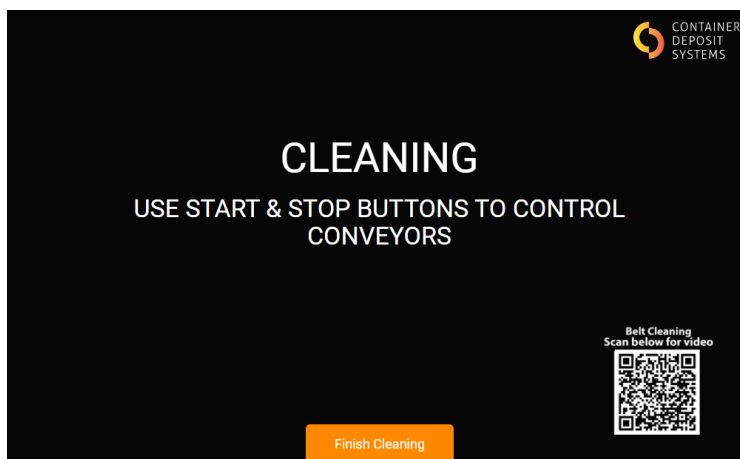 CONTAINER
DEPOSIT
SYSTEMS
CLEANING
USE START & STOP BUTTONS TO CONTROL
CONVEYORS
Belt Cleaning
Scan below for video
Finish Cleaning